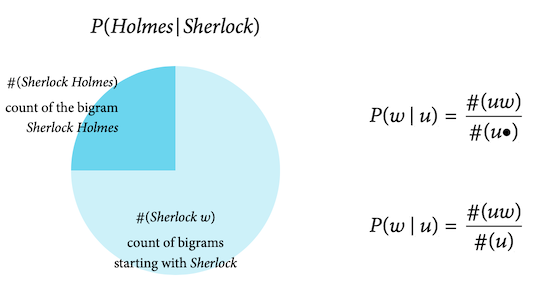 P(Holmes|Sherlock)
#(Sherlock Holmes)
count of the bigram
Sherlock Holmes
#(Sherlock w)
count of bigrams
starting with Sherlock
P(w | u) = #(uw) / #(u•)
P(w | u) = #(uw) / #(u)